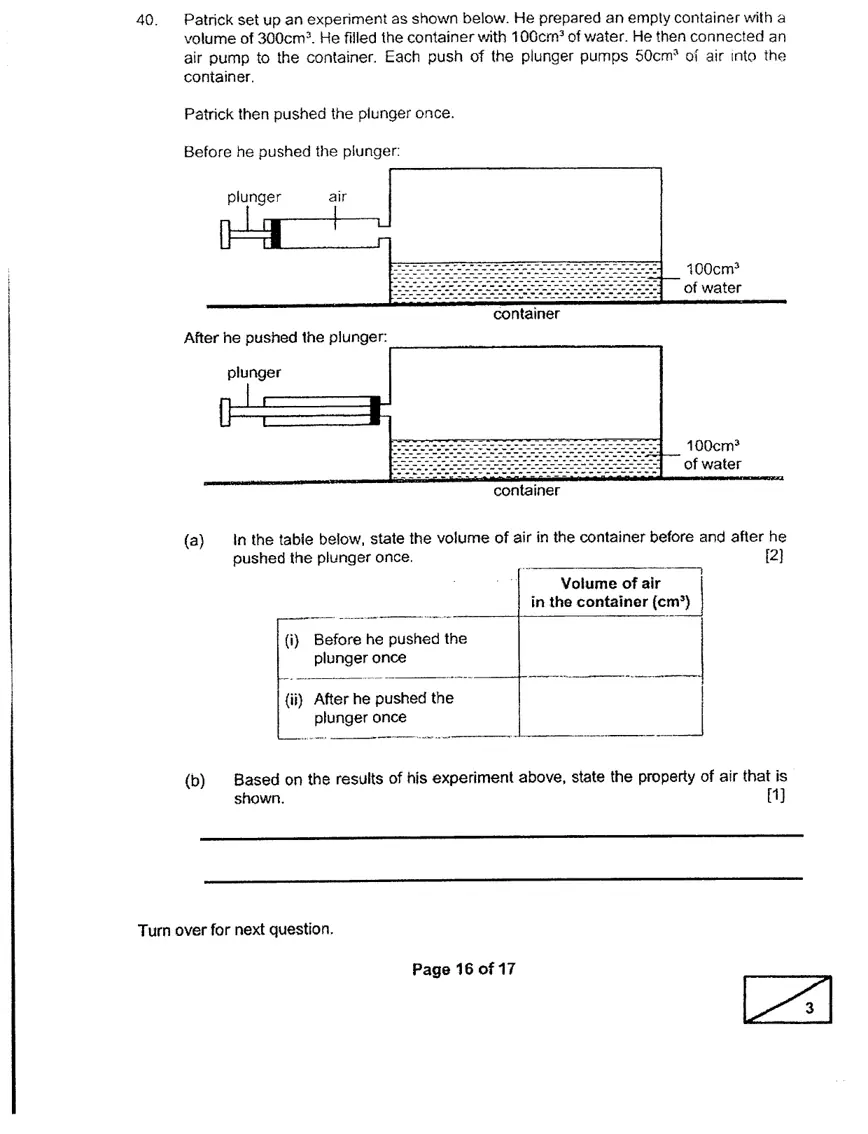 40. Patrick set up an experiment as shown below. He prepared an empty container with a
volume of 300cm³. He filled the container with 100cm³ of water. He then connected an
air pump to the container. Each push of the plunger pumps 50cm³ of air into the
container.
Patrick then pushed the plunger once.
Before he pushed the plunger:
plunger air
100cm³
of water
container
After he pushed the plunger:
plunger
100cm³
of water
container
(a) In the table below, state the volume of air in the container before and after he
pushed the plunger once. [2]
Volume of air
in the container (cm³)
(i) Before he pushed the
plunger once
(ii) After he pushed the
plunger once
(b) Based on the results of his experiment above, state the property of air that is
shown. [1]
Turn over for next question.
Page 16 of 17
3